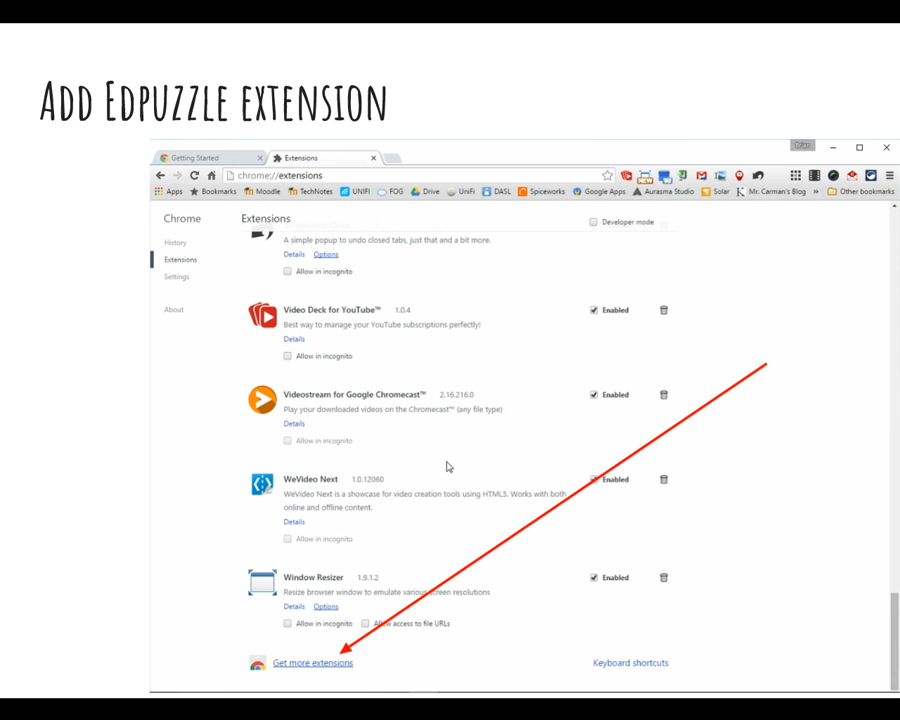 Add Edpuzzle extension
Brian
Getting Started
Extensions
chrome://extensions
Apps Bookmarks Moodle TechNotes UNIFI FOG Drive UniFi DASL Spiceworks Google Apps Aurasma Studio Solar Mr. Carman's Blog » Other bookmarks
Chrome
Extensions
Developer mode
History
Extensions
Settings
About
A simple popup to undo closed tabs, just that and a bit more.
Details Options
Allow in incognito
Video Deck for YouTube™ 1.0.4
Enabled
Best way to manage your YouTube subscriptions perfectly!
Details
Allow in incognito
Videostream for Google Chromecast™ 2.16.216.0
Enabled
Play your downloaded videos on the Chromecast™ (any file type)
Details
Allow in incognito
WeVideo Next 1.0.12060
Enabled
WeVideo Next is a showcase for video creation tools using HTML5. Works with both
online and offline content.
Details
Allow in incognito
Window Resizer 1.9.1.2
Enabled
Resize browser window to emulate various screen resolutions
Details Options
Allow in incognito Allow access to file URLs
Get more extensions
Keyboard shortcuts